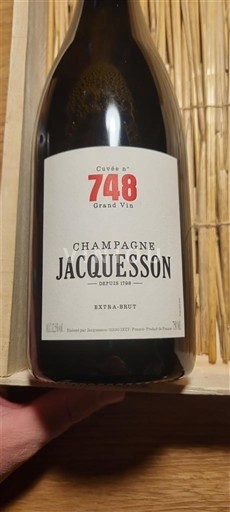 Cuvée n°
748
Grand Vin
CHAMPAGNE
JACQUESSON
DEPUIS 1798
EXTRA-BRUT